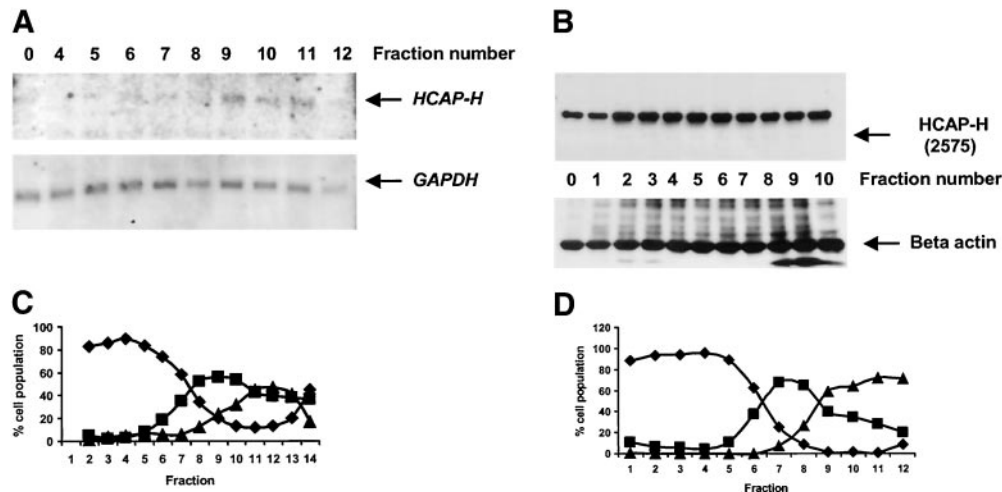 A
0 4 5 6 7 8 9 10 11 12 Fraction number
HCAP-H
GAPDH
B
HCAP-H
(2575)
0 1 2 3 4 5 6 7 8 9 10 Fraction number
Beta actin
C
% cell population
100
80
60
40
20
0
1 2 3 4 5 6 7 8 9 10 11 12 13 14
Fraction
D
% cell population
120
100
80
60
40
20
0
1 2 3 4 5 6 7 8 9 10 11 12
Fraction